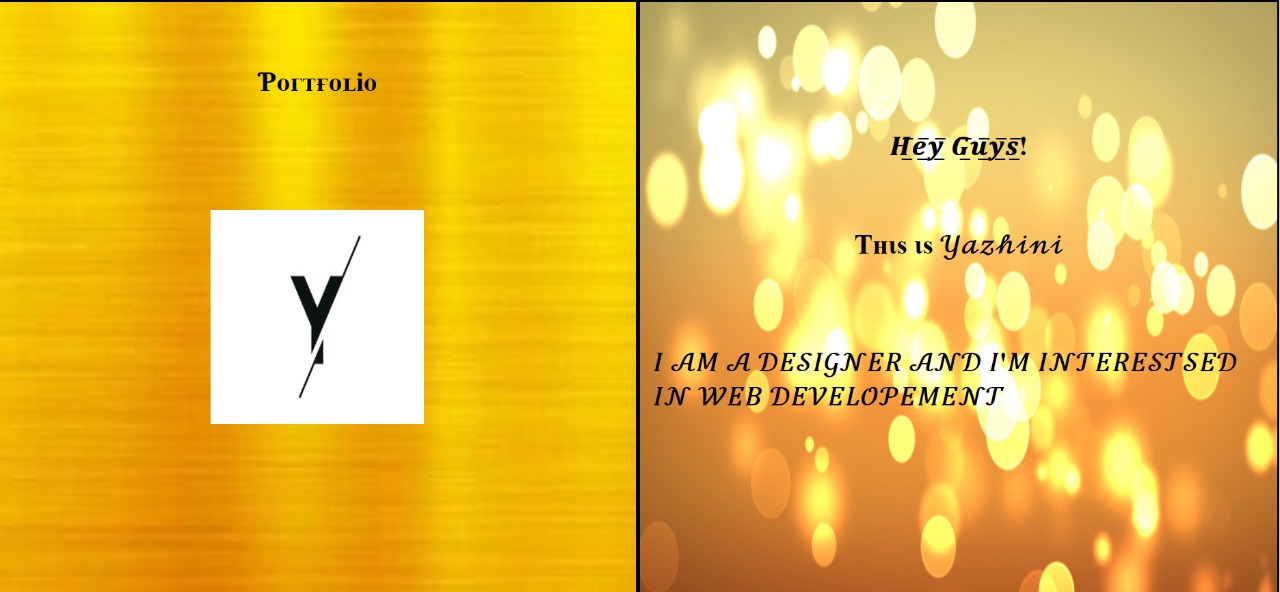 Portfolio
Y
Hey Guys!
This is Yazhini
I AM A DESIGNER AND I'M INTERESTSED
IN WEB DEVELOPEMENT